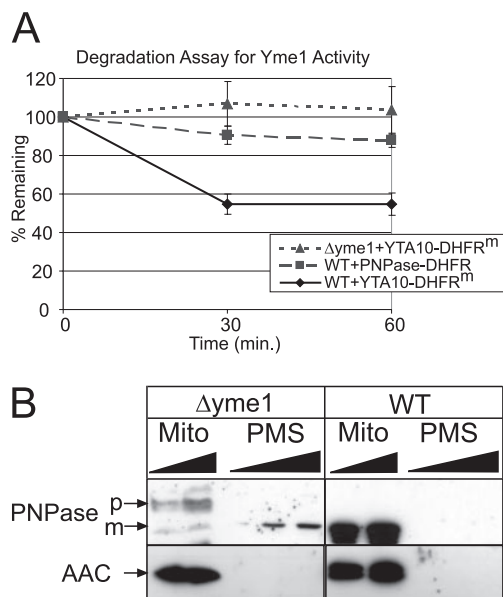 A
Degradation Assay for Yme1 Activity
120
100
80
60
40
20
0
% Remaining
0
30
60
Time (min.)
Δyme1+YTA10-DHFRᵐ
WT+PNPase-DHFR
WT+YTA10-DHFRᵐ
B
Δyme1 WT
Mito PMS Mito PMS
PNPase p
m
AAC